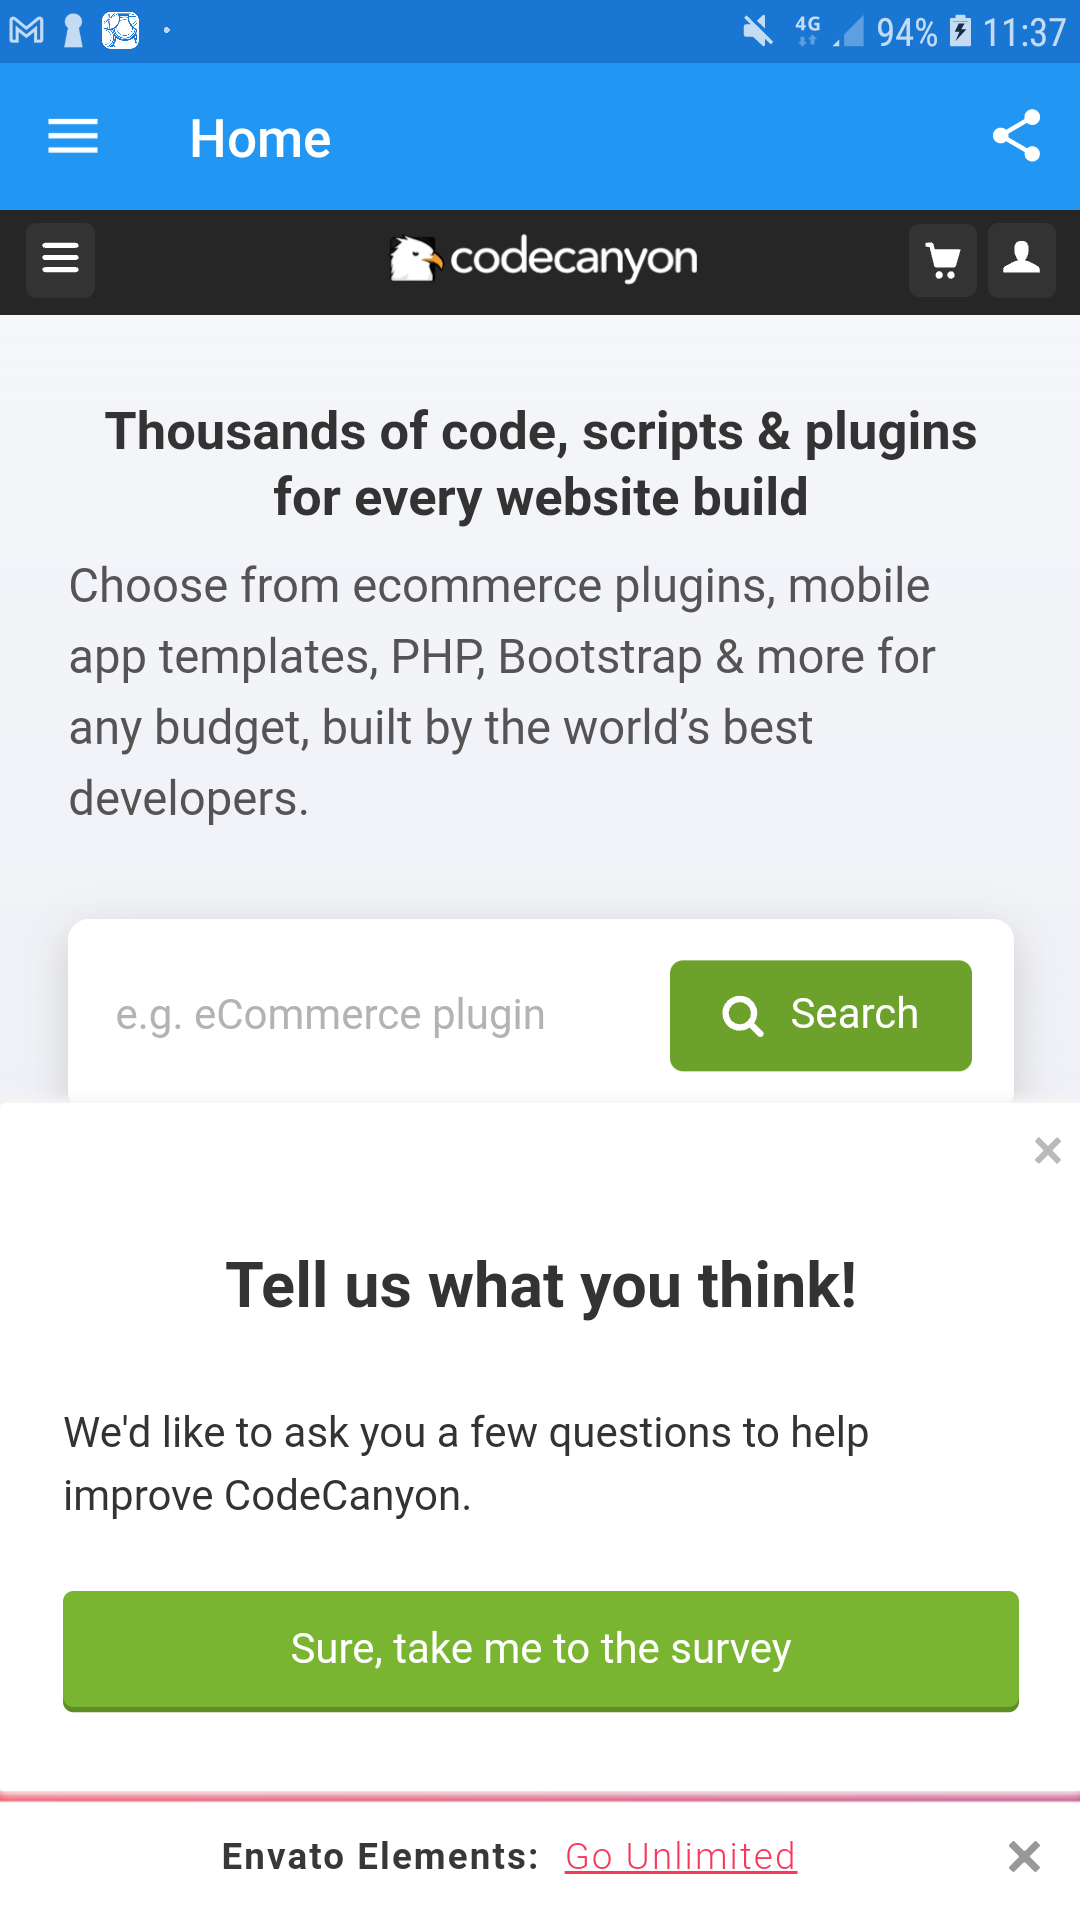 4G 94% 11:37
Home
codecanyon
Thousands of code, scripts & plugins
for every website build
Choose from ecommerce plugins, mobile
app templates, PHP, Bootstrap & more for
any budget, built by the world’s best
developers.
e.g. eCommerce plugin Search
Tell us what you think!
We'd like to ask you a few questions to help
improve CodeCanyon.
Sure, take me to the survey
Envato Elements: Go Unlimited